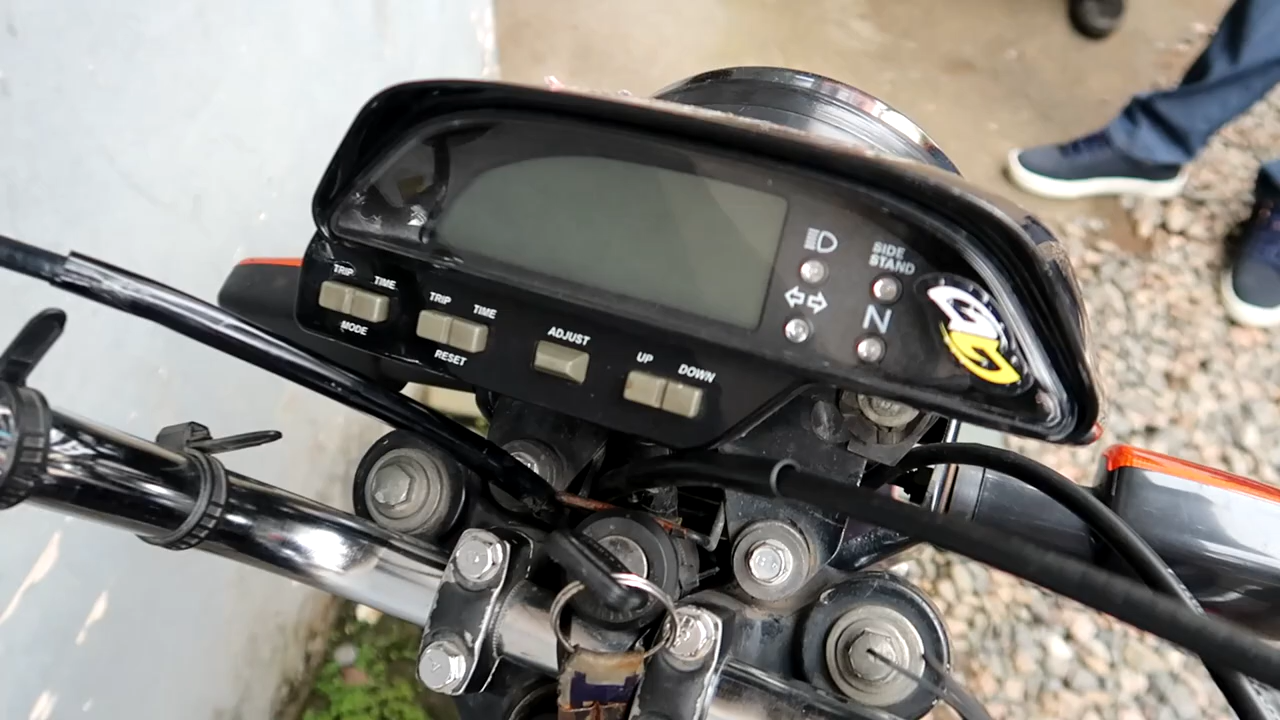 TRIP TIME
MODE
TRIP TIME
RESET
ADJUST
UP DOWN
SIDE
STAND
N